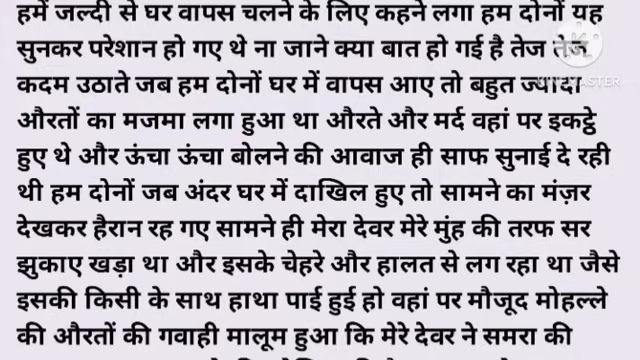 हमें जल्दी से घर वापस चलने के लिए कहने लगा हम दोनों यह
सुनकर परेशान हो गए थे ना जाने क्या बात हो गई है तेज तेज
कदम उठाते जब हम दोनों घर में वापस आए तो बहुत ज्यादा
औरतों का मजमा लगा हुआ था औरते और मर्द वहां पर इकट्ठे
हुए थे और ऊंचा ऊंचा बोलने की आवाज ही साफ सुनाई दे रही
थी हम दोनों जब अंदर घर में दाखिल हुए तो सामने का मंज़र
देखकर हैरान रह गए सामने ही मेरा देवर मेरे मुंह की तरफ सर
झुकाए खड़ा था और इसके चेहरे और हालत से लग रहा था जैसे
इसकी किसी के साथ हाथा पाई हुई हो वहां पर मौजूद मोहल्ले
की औरतों की गवाही मालूम हुआ कि मेरे देवर ने समरा की